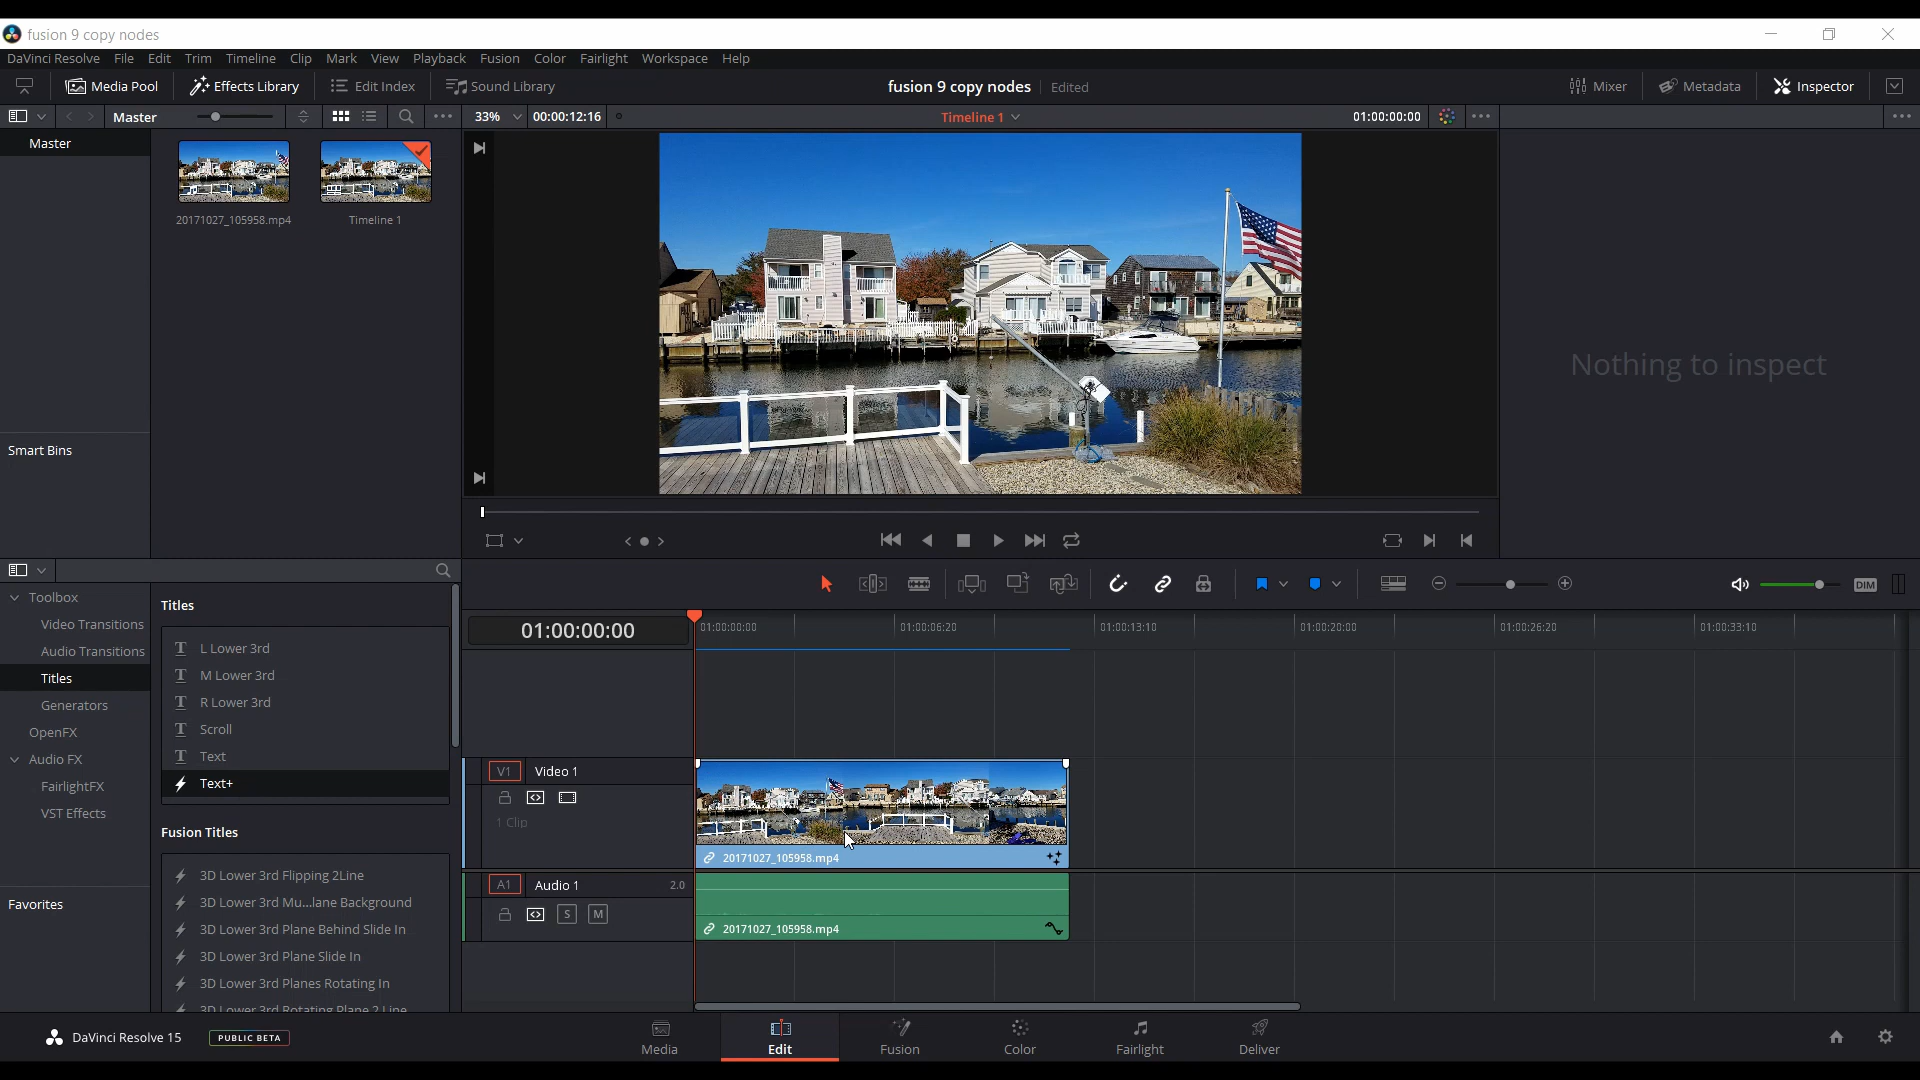 fusion 9 copy nodes
DaVinci Resolve File Edit Trim Timeline Clip Mark View Playback Fusion Color Fairlight Workspace Help
Media Pool Effects Library Edit Index Sound Library fusion 9 copy nodes Edited Mixer Metadata Inspector
Master 33% 00:00:12:16 Timeline 1 01:00:00:00
Master
20171027_105958.mp4 Timeline 1
Nothing to inspect
Smart Bins
Toolbox
Video Transitions
Audio Transitions
Titles
Generators
OpenFX
Audio FX
FairlightFX
VST Effects
Favorites
Titles
L Lower 3rd
M Lower 3rd
R Lower 3rd
Scroll
Text
Text+
Fusion Titles
3D Lower 3rd Flipping 2Line
3D Lower 3rd Mu...lane Background
3D Lower 3rd Plane Behind Slide In
3D Lower 3rd Plane Slide In
3D Lower 3rd Planes Rotating In
3D Lower 3rd Rotating Plane 2 Line
DIM
01:00:00:00 01:00:00:00 01:00:06:20 01:00:13:10 01:00:20:00 01:00:26:20 01:00:33:10
V1 Video 1
1 Clip
20171027_105958.mp4
A1 Audio 1 2.0
S M
20171027_105958.mp4
DaVinci Resolve 15 PUBLIC BETA
Media Edit Fusion Color Fairlight Deliver